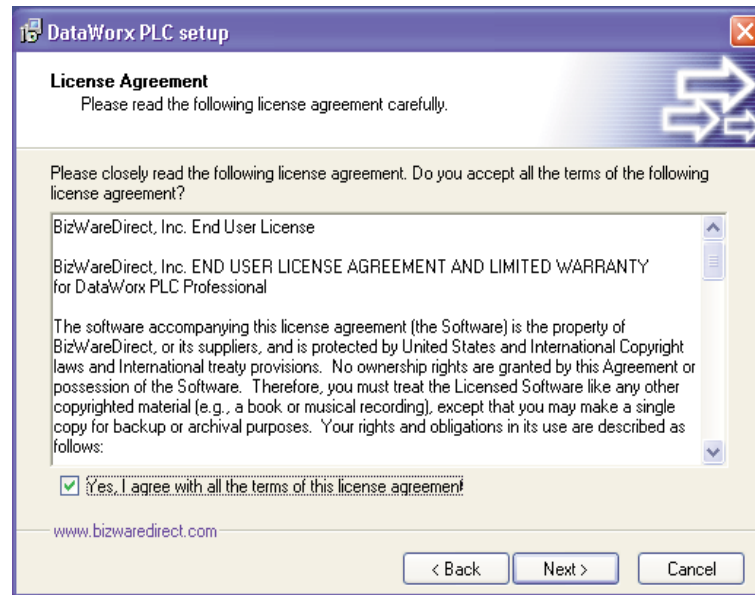 DataWorx PLC setup
License Agreement
Please read the following license agreement carefully.
Please closely read the following license agreement. Do you accept all the terms of the following
license agreement?
BizWareDirect, Inc. End User License
BizWareDirect, Inc. END USER LICENSE AGREEMENT AND LIMITED WARRANTY
for DataWorx PLC Professional
The software accompanying this license agreement (the Software) is the property of
BizWareDirect, or its suppliers, and is protected by United States and International Copyright
laws and International treaty provisions.  No ownership rights are granted by this Agreement or
possession of the Software.  Therefore, you must treat the Licensed Software like any other
copyrighted material (e.g., a book or musical recording), except that you may make a single
copy for backup or archival purposes.  Your rights and obligations in its use are described as
follows:
Yes, I agree with all the terms of this license agreement
www.bizwaredirect.com
< Back
Next >
Cancel